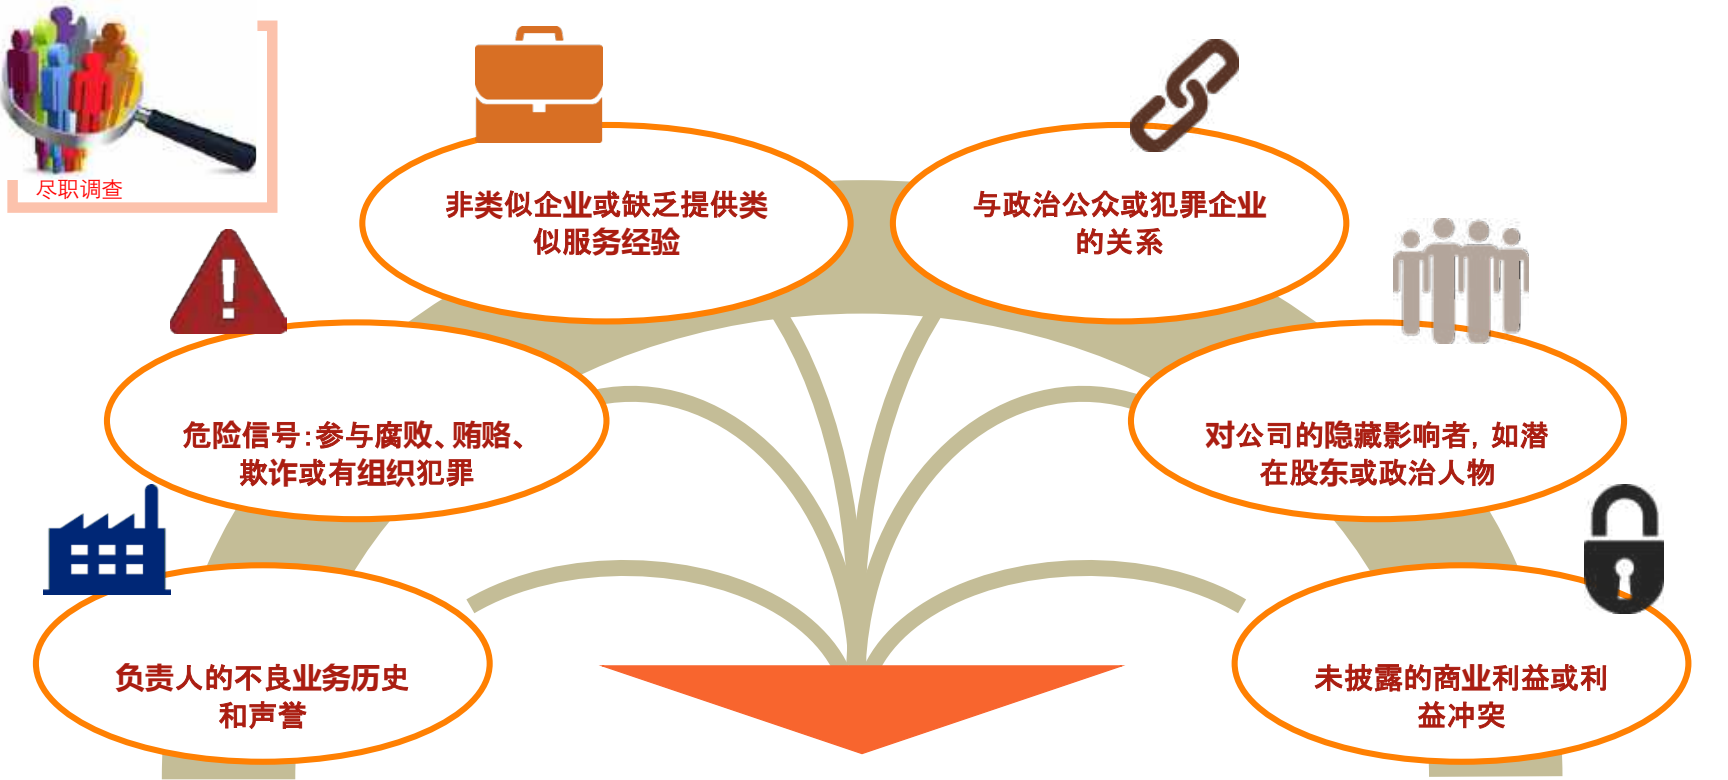 尽职调查
非类似企业或缺乏提供类
似服务经验
与政治公众或犯罪企业
的关系
危险信号：参与腐败、贿赂、
欺诈或有组织犯罪
对公司的隐藏影响者，如潜
在股东或政治人物
负责人的不良业务历史
和声誉
未披露的商业利益或利
益冲突